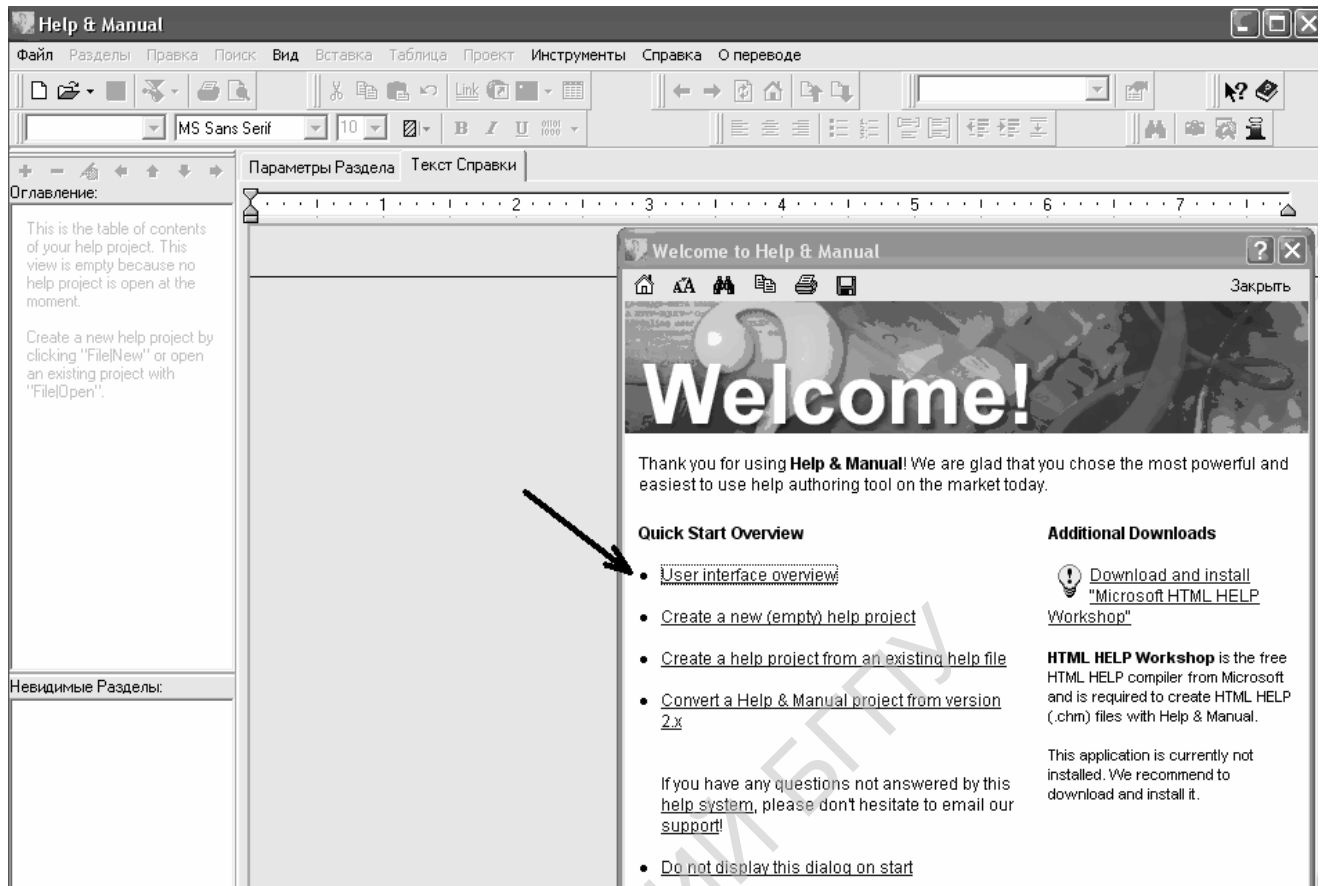 Help & Manual
Файл Разделы Правка Поиск Вид Вставка Таблица Проект Инструменты Справка О переводе
Link
MS Sans Serif 10 B I U
Параметры Раздела Текст Справки
Оглавление:
1 2 3 4 5 6 7
This is the table of contents
of your help project. This
view is empty because no
help project is open at the
moment.
Create a new help project by
clicking "File|New" or open
an existing project with
"File|Open".
Невидимые Разделы:
Welcome to Help & Manual
Закрыть
Welcome!
Thank you for using Help & Manual! We are glad that you chose the most powerful and
easiest to use help authoring tool on the market today.
Quick Start Overview
• User interface overview
• Create a new (empty) help project
• Create a help project from an existing help file
• Convert a Help & Manual project from version
2.x
If you have any questions not answered by this
help system, please don't hesitate to email our
support!
• Do not display this dialog on start
Additional Downloads
Download and install
"Microsoft HTML HELP
Workshop"
HTML HELP Workshop is the free
HTML HELP compiler from Microsoft
and is required to create HTML HELP
(.chm) files with Help & Manual.
This application is currently not
installed. We recommend to
download and install it.
БГПУ